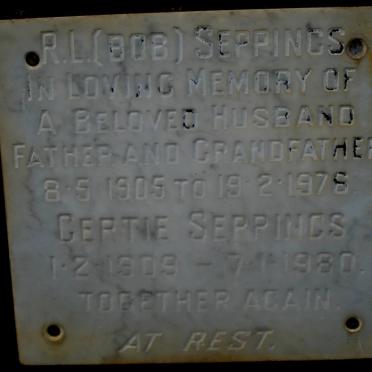 R.L.(BOB) SEPPINGS
IN LOVING MEMORY OF
A BELOVED HUSBAND
FATHER AND GRANDFATHER
8·5·1905 TO 19·2·1978
GERTIE SEPPINGS
1·2·1909 – 7·1·1980.
TOGETHER AGAIN.
AT REST.